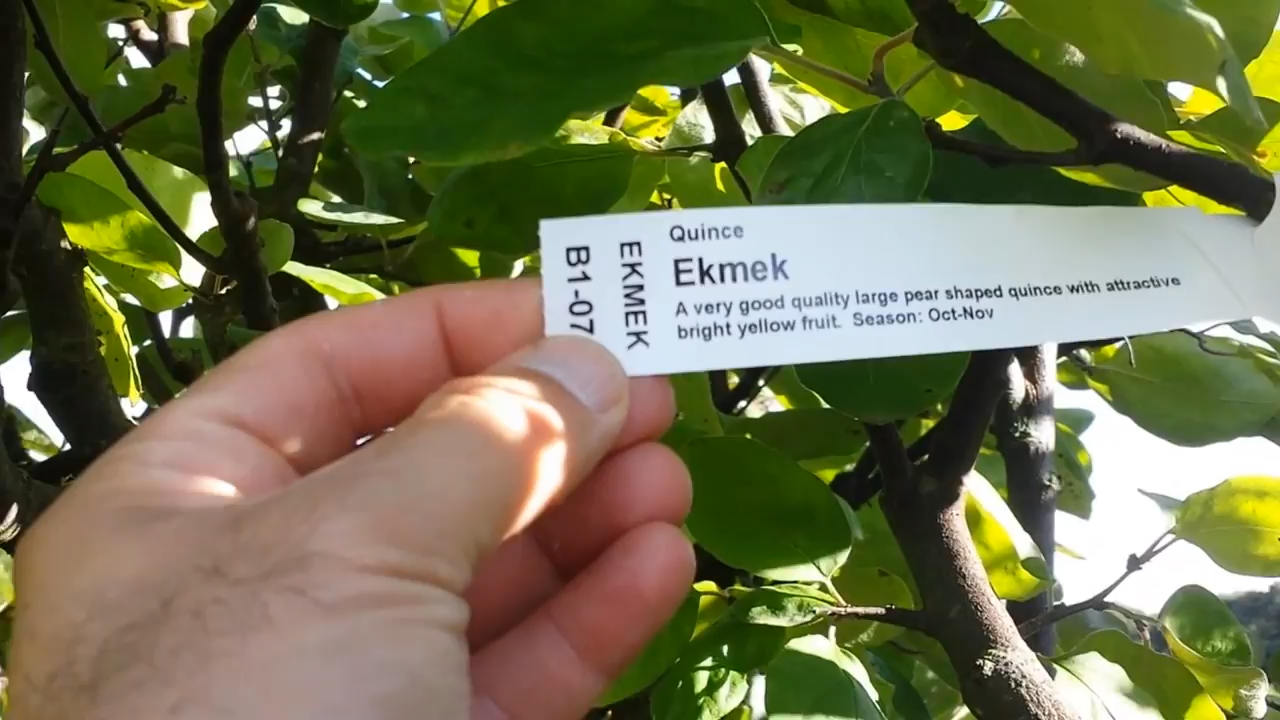 B1-07
EKMEK
Quince
Ekmek
A very good quality large pear shaped quince with attractive
bright yellow fruit. Season: Oct-Nov